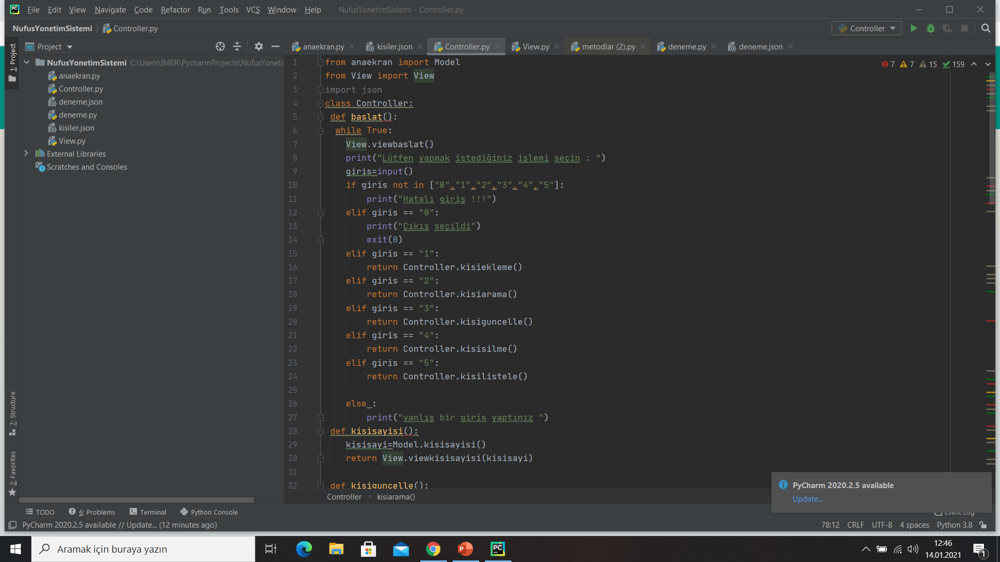 File Edit View Navigate Code Refactor Run Tools VCS Window Help NufusYonetimSistemi - Controller.py
NufusYonetimSistemi Controller.py Controller
Project
anaekran.py kisiler.json Controller.py View.py metodlar (2).py deneme.py deneme.json
1: Project
7: Structure
2: Favorites
NufusYonetimSistemi C:\Users\IMER\PycharmProjects\NufusYoneti
anaekran.py
Controller.py
deneme.json
deneme.py
kisiler.json
View.py
External Libraries
Scratches and Consoles
7 7 15 159
1 from anaekran import Model
2 from View import View
3 import json
4 class Controller:
5 def baslat():
6 while True:
7 View.viewbaslat()
8 print("Lütfen yapmak istediğiniz işlemi seçin : ")
9 giris=input()
10 if giris not in ["0","1","2","3","4","5"]:
11 print("Hatalı giriş !!!")
12 elif giris == "0":
13 print("Çıkış seçildi")
14 exit(0)
15 elif giris == "1":
16 return Controller.kisiekleme()
17 elif giris == "2":
18 return Controller.kisiarama()
19 elif giris == "3":
20 return Controller.kisiguncelle()
21 elif giris == "4":
22 return Controller.kisisilme()
23 elif giris == "5":
24 return Controller.kisilistele()
25
26 else :
27 print("yanlış bir giriş yaptınız ")
28 def kisisayisi():
29 kisisayi=Model.kisisayisi()
30 return View.viewkisisayisi(kisisayi)
31
32 def kisiguncelle():
Controller kisiarama()
PyCharm 2020.2.5 available
Update...
TODO 6: Problems Terminal Python Console Event Log
PyCharm 2020.2.5 available // Update... (12 minutes ago) 78:12 CRLF UTF-8 4 spaces Python 3.8
Aramak için buraya yazın
12:46
14.01.2021
1